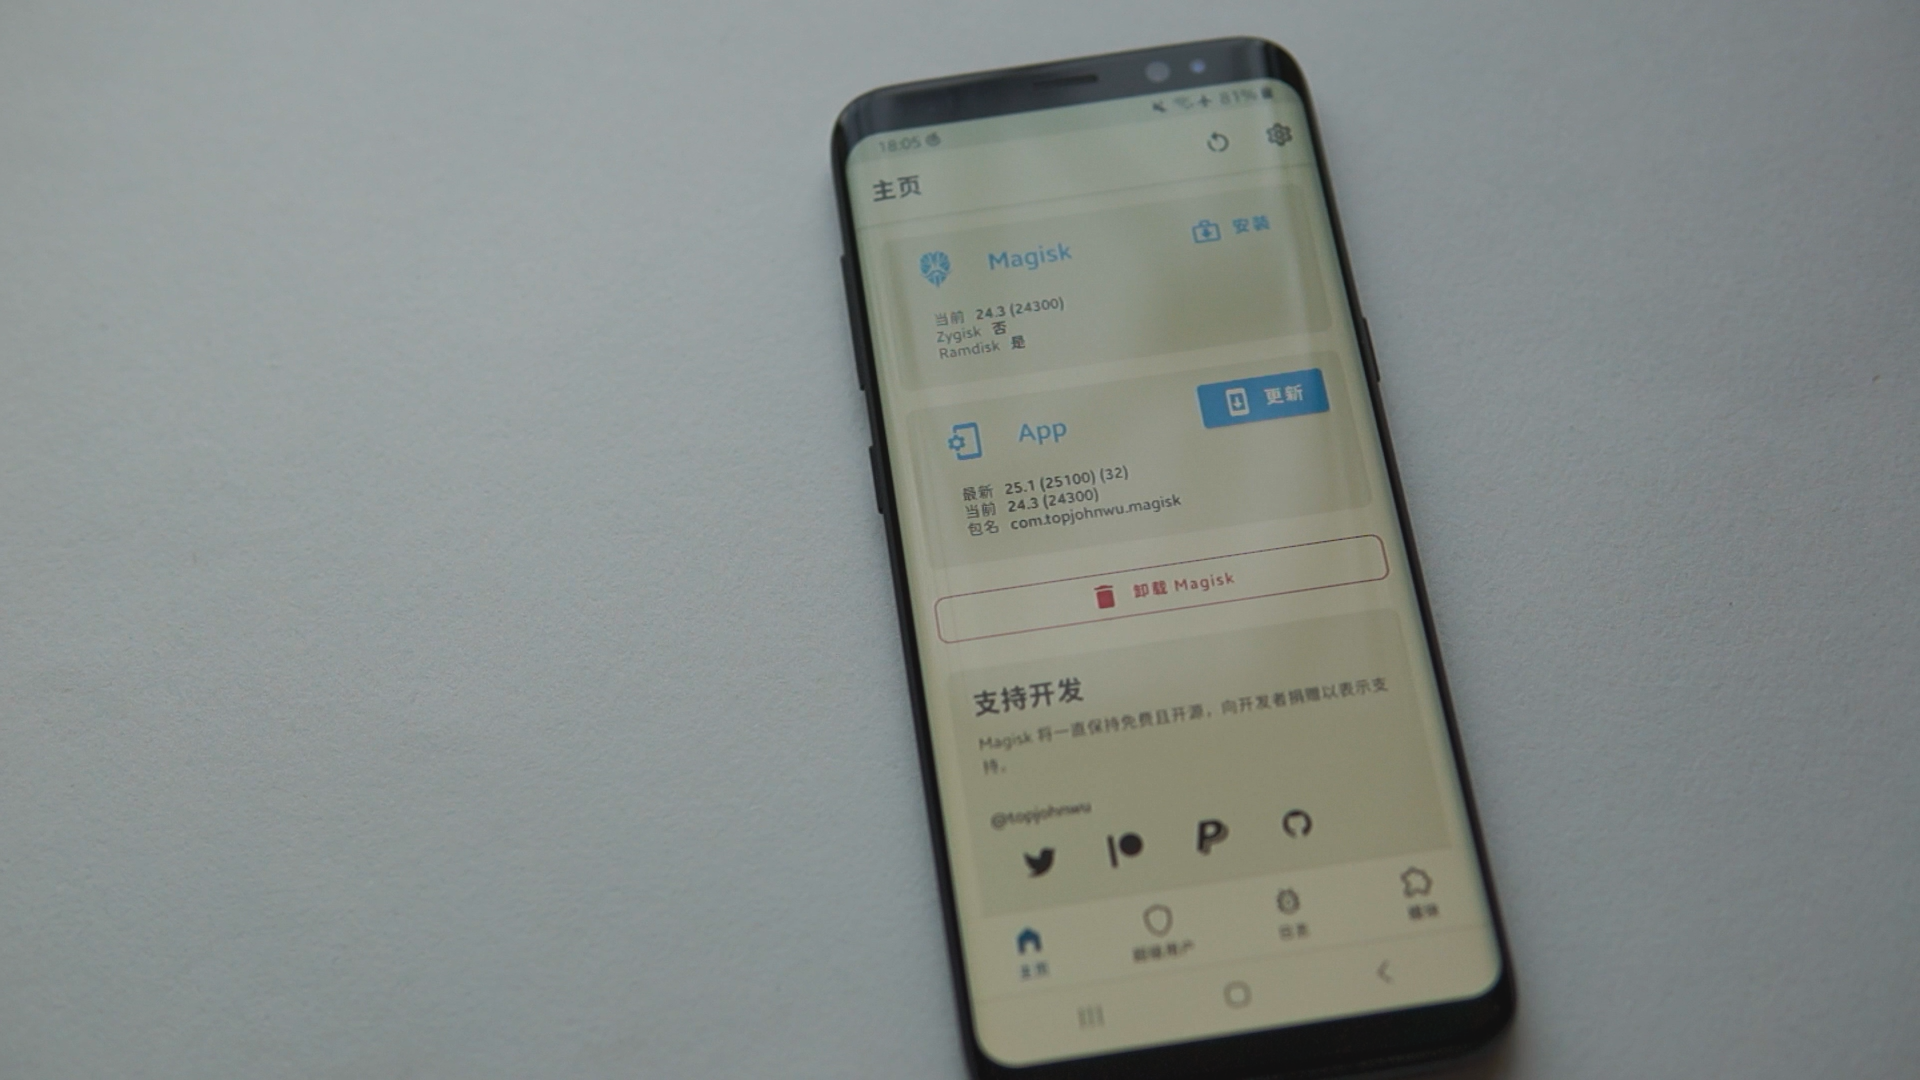 18:05
81%
主页
Magisk
安装
当前 24.3 (24300)
Zygisk 否
Ramdisk 是
App
更新
最新 25.1 (25100) (32)
当前 24.3 (24300)
包名 com.topjohnwu.magisk
卸载 Magisk
支持开发
Magisk 将一直保持免费且开源，向开发者捐赠以表示支
持。
@topjohnwu
主页
超级用户
日志
模块